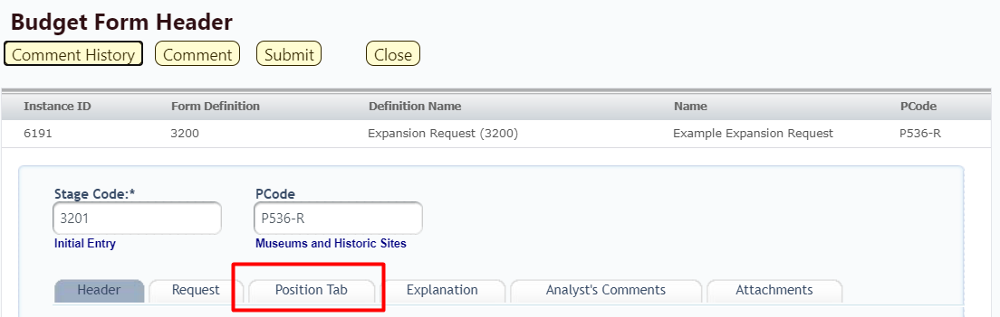 Budget Form Header
Comment History Comment Submit Close
Instance ID Form Definition Definition Name Name PCode
6191 3200 Expansion Request (3200) Example Expansion Request P536-R
Stage Code:* PCode
3201 P536-R
Initial Entry Museums and Historic Sites
Header Request Position Tab Explanation Analyst's Comments Attachments